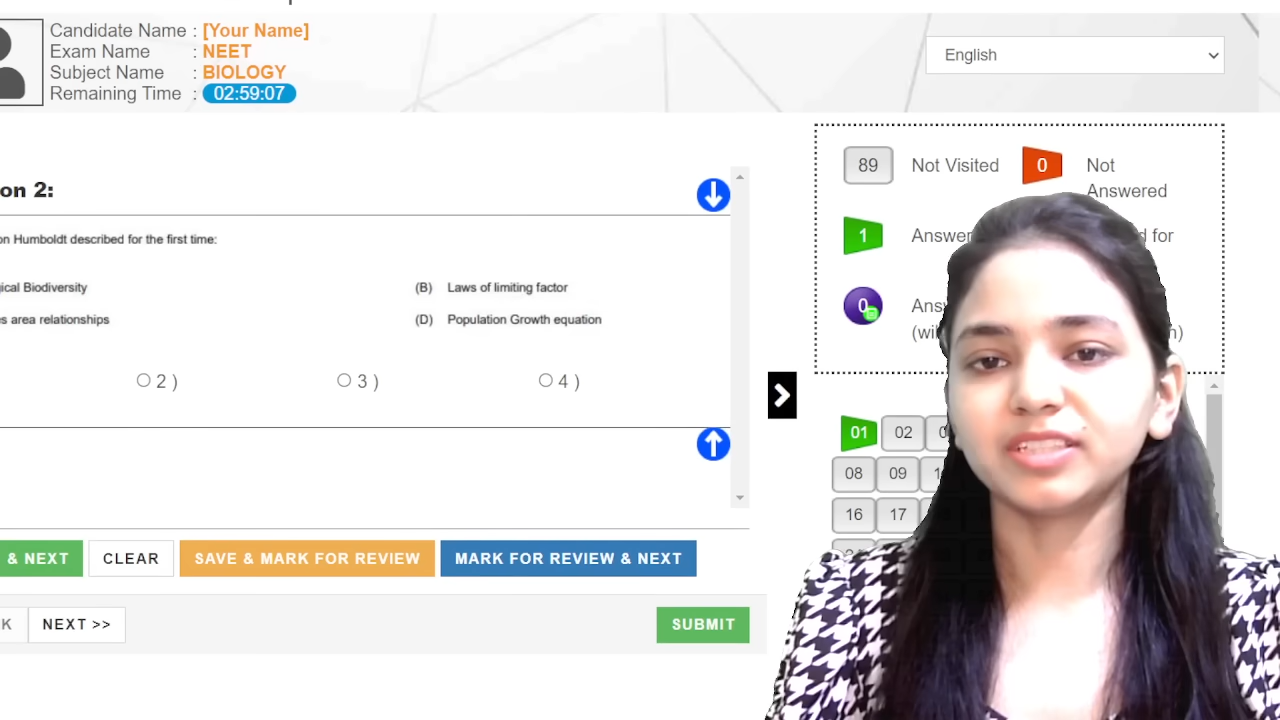 Candidate Name : [Your Name]
Exam Name : NEET
Subject Name : BIOLOGY
Remaining Time : 02:59:07
English
89 Not Visited 0 Not Answered
1
0
on 2:
on Humboldt described for the first time:
ical Biodiversity (B) Laws of limiting factor
s area relationships (D) Population Growth equation
2 ) 3 ) 4 )
01 02
08 09
16 17
& NEXT CLEAR SAVE & MARK FOR REVIEW MARK FOR REVIEW & NEXT
K NEXT >> SUBMIT